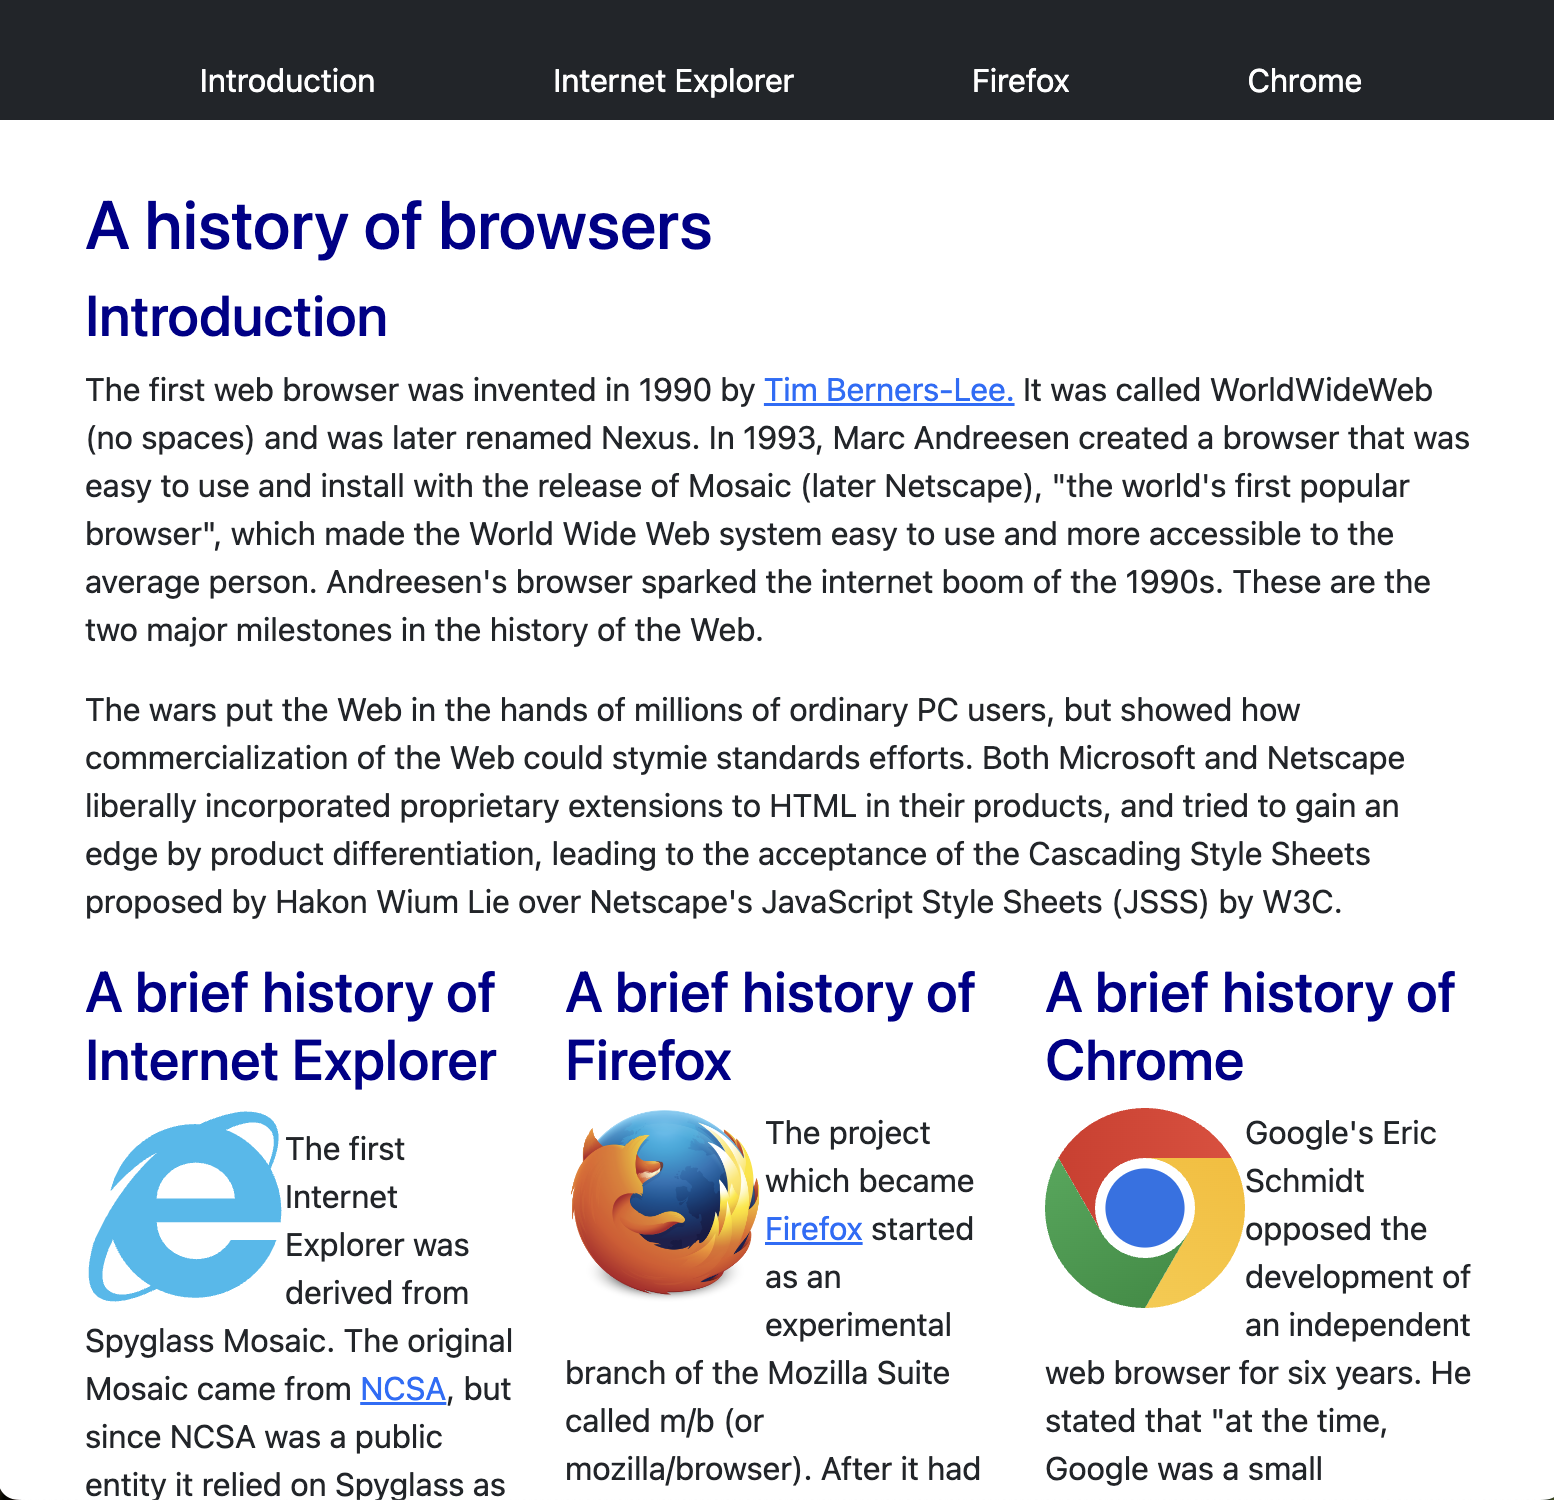 Introduction
Internet Explorer
Firefox
Chrome
A history of browsers
Introduction
The first web browser was invented in 1990 by Tim Berners-Lee. It was called WorldWideWeb
(no spaces) and was later renamed Nexus. In 1993, Marc Andreesen created a browser that was
easy to use and install with the release of Mosaic (later Netscape), "the world's first popular
browser", which made the World Wide Web system easy to use and more accessible to the
average person. Andreesen's browser sparked the internet boom of the 1990s. These are the
two major milestones in the history of the Web.
The wars put the Web in the hands of millions of ordinary PC users, but showed how
commercialization of the Web could stymie standards efforts. Both Microsoft and Netscape
liberally incorporated proprietary extensions to HTML in their products, and tried to gain an
edge by product differentiation, leading to the acceptance of the Cascading Style Sheets
proposed by Hakon Wium Lie over Netscape's JavaScript Style Sheets (JSSS) by W3C.
A brief history of
Internet Explorer
The first
Internet
Explorer was
derived from
Spyglass Mosaic. The original
Mosaic came from NCSA, but
since NCSA was a public
entity it relied on Spyglass as
A brief history of
Firefox
The project
which became
Firefox started
as an
experimental
branch of the Mozilla Suite
called m/b (or
mozilla/browser). After it had
A brief history of
Chrome
Google's Eric
Schmidt
opposed the
development of
an independent
web browser for six years. He
stated that "at the time,
Google was a small